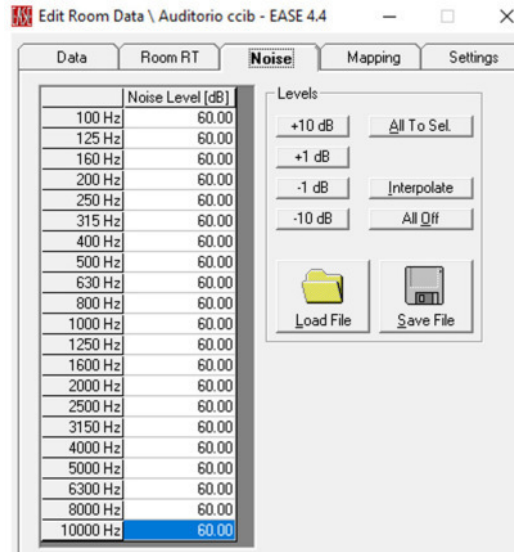 EASE Edit Room Data \ Auditorio ccib - EASE 4.4
Data Room RT Noise Mapping Settings
Noise Level [dB]
100 Hz 60.00
125 Hz 60.00
160 Hz 60.00
200 Hz 60.00
250 Hz 60.00
315 Hz 60.00
400 Hz 60.00
500 Hz 60.00
630 Hz 60.00
800 Hz 60.00
1000 Hz 60.00
1250 Hz 60.00
1600 Hz 60.00
2000 Hz 60.00
2500 Hz 60.00
3150 Hz 60.00
4000 Hz 60.00
5000 Hz 60.00
6300 Hz 60.00
8000 Hz 60.00
10000 Hz 60.00
Levels
+10 dB All To Sel.
+1 dB
-1 dB Interpolate
-10 dB All Off
Load File Save File